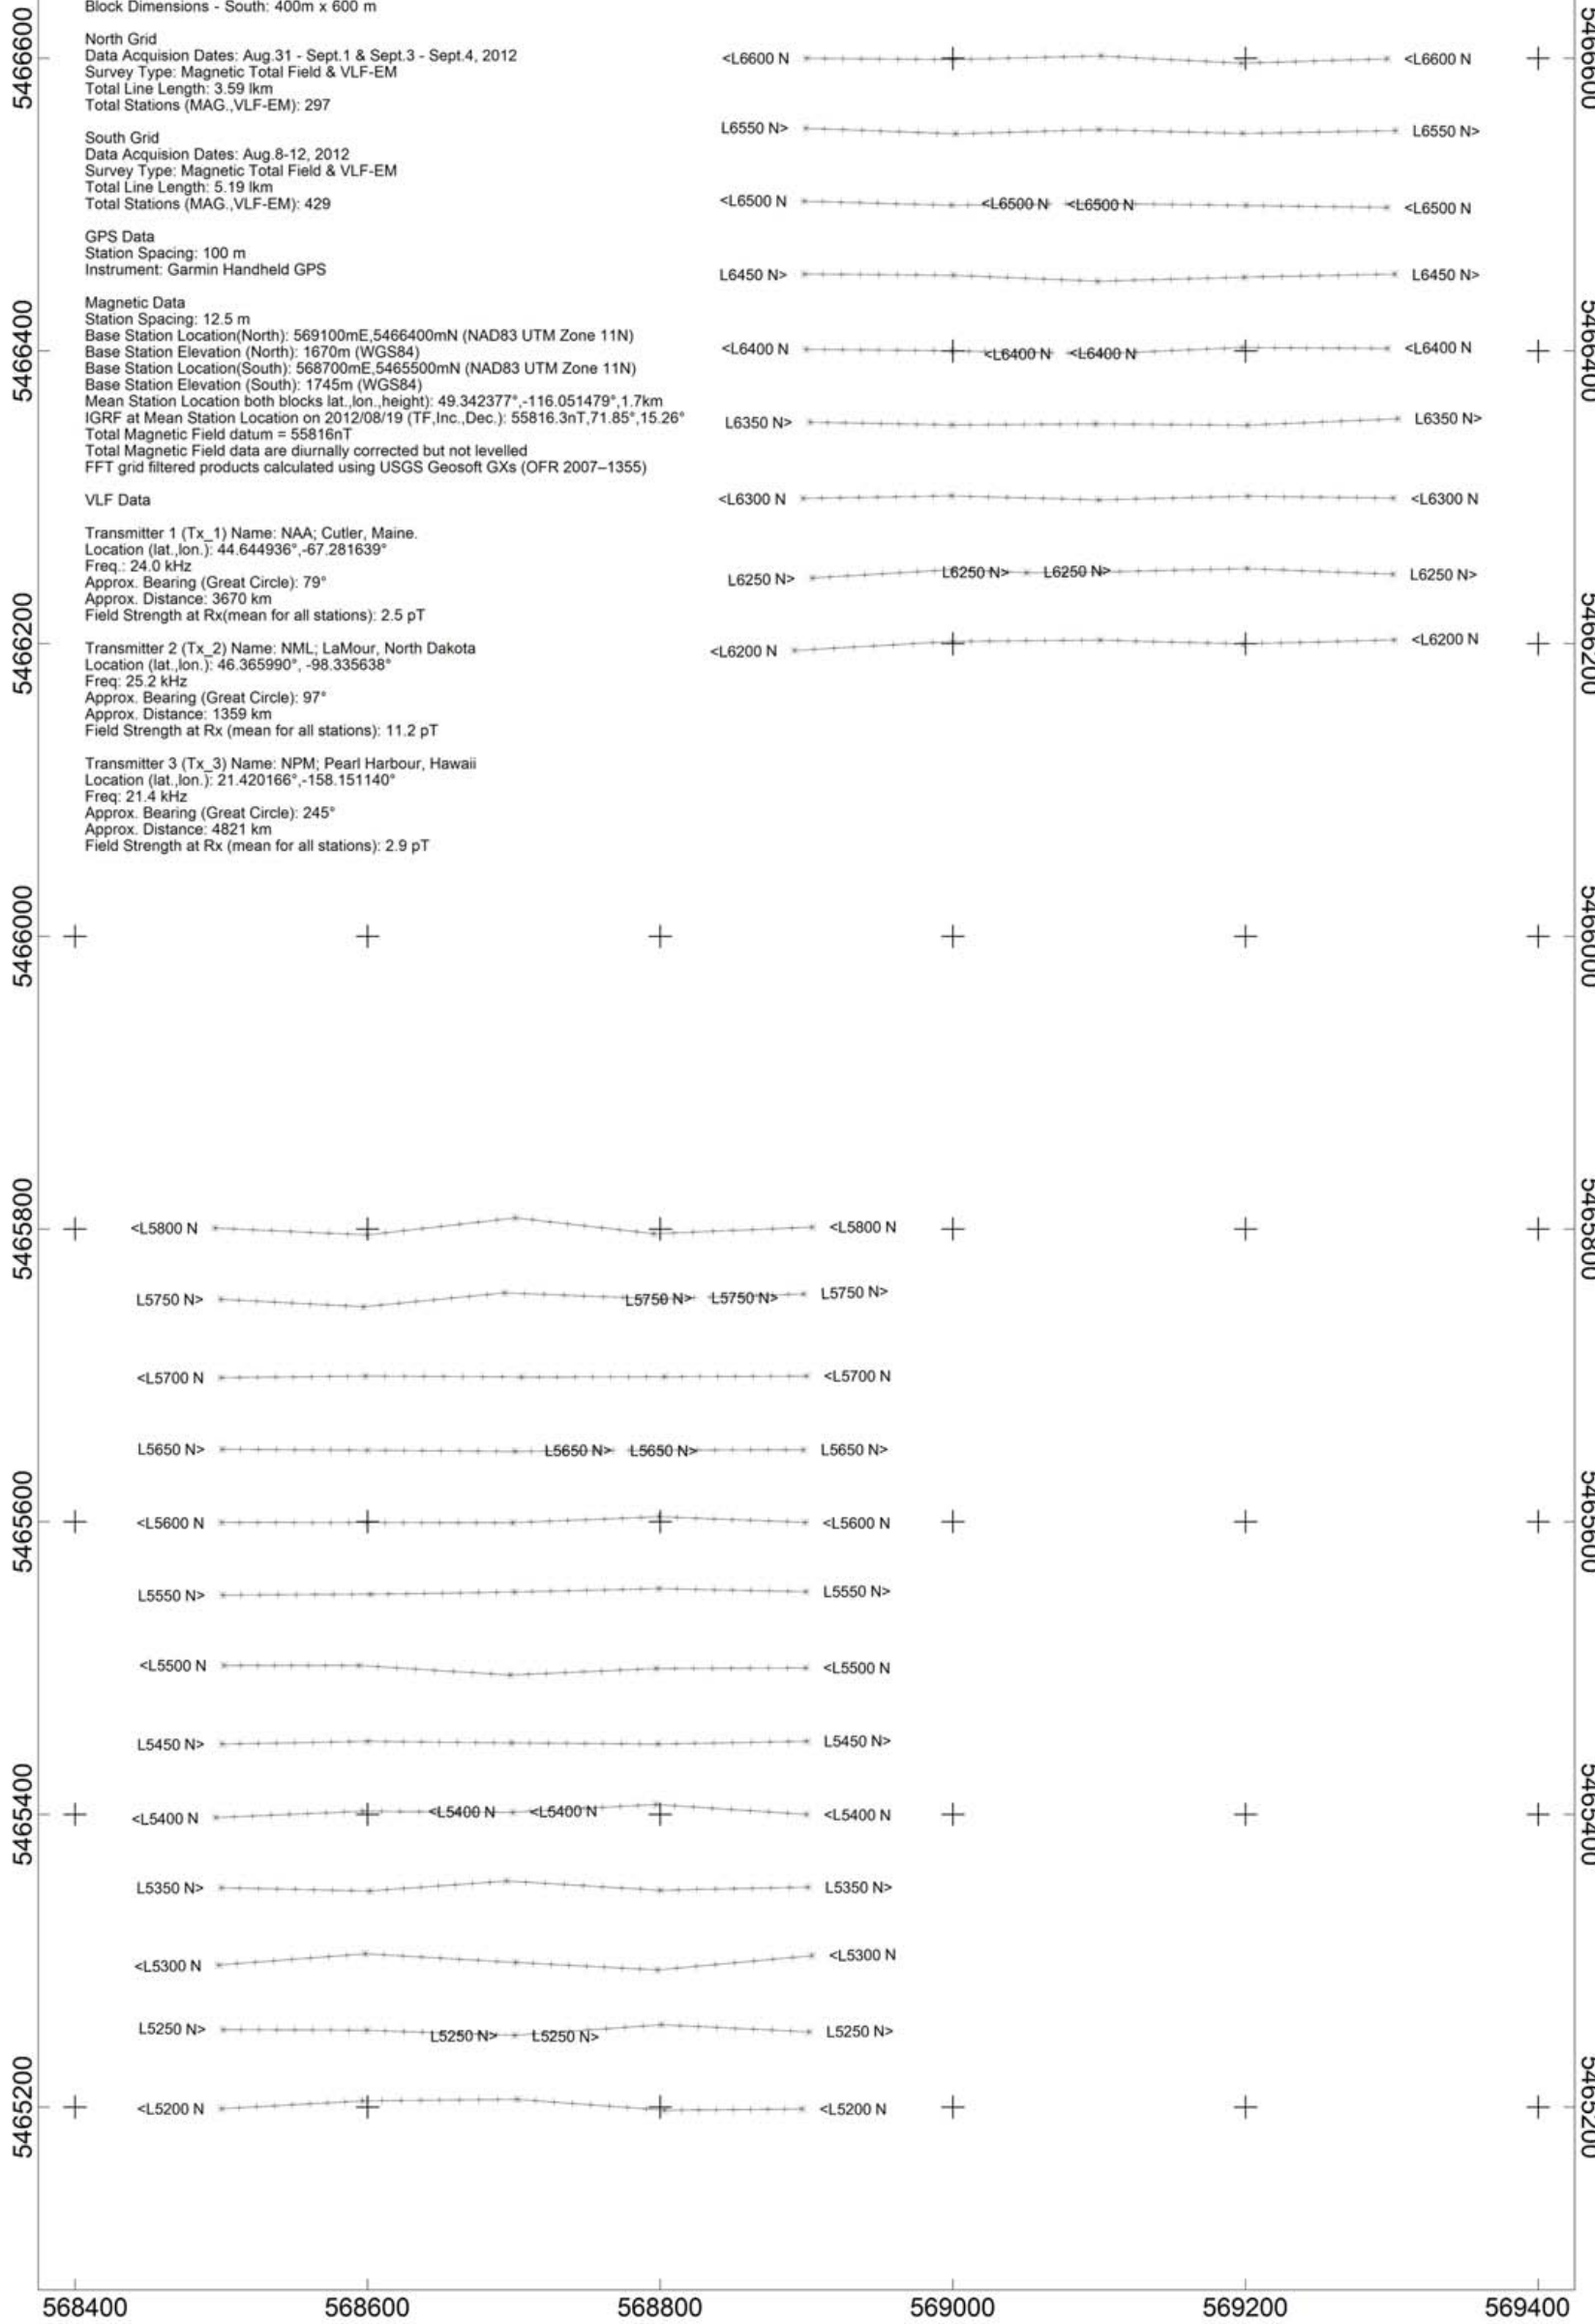 Block Dimensions - South: 400m x 600 m
North Grid
Data Acquision Dates: Aug.31 - Sept.1 & Sept.3 - Sept.4, 2012
Survey Type: Magnetic Total Field & VLF-EM
Total Line Length: 3.59 lkm
Total Stations (MAG.,VLF-EM): 297
South Grid
Data Acquision Dates: Aug.8-12, 2012
Survey Type: Magnetic Total Field & VLF-EM
Total Line Length: 5.19 lkm
Total Stations (MAG.,VLF-EM): 429
GPS Data
Station Spacing: 100 m
Instrument: Garmin Handheld GPS
Magnetic Data
Station Spacing: 12.5 m
Base Station Location(North): 569100mE,5466400mN (NAD83 UTM Zone 11N)
Base Station Elevation (North): 1670m (WGS84)
Base Station Location(South): 568700mE,5465500mN (NAD83 UTM Zone 11N)
Base Station Elevation (South): 1745m (WGS84)
Mean Station Location both blocks lat.,lon.,height): 49.342377°,-116.051479°,1.7km
IGRF at Mean Station Location on 2012/08/19 (TF,Inc.,Dec.): 55816.3nT,71.85°,15.26°
Total Magnetic Field datum = 55816nT
Total Magnetic Field data are diurnally corrected but not levelled
FFT grid filtered products calculated using USGS Geosoft GXs (OFR 2007–1355)
VLF Data
Transmitter 1 (Tx_1) Name: NAA; Cutler, Maine.
Location (lat.,lon.): 44.644936°,-67.281639°
Freq.: 24.0 kHz
Approx. Bearing (Great Circle): 79°
Approx. Distance: 3670 km
Field Strength at Rx(mean for all stations): 2.5 pT
Transmitter 2 (Tx_2) Name: NML; LaMour, North Dakota
Location (lat.,lon.): 46.365990°, -98.335638°
Freq: 25.2 kHz
Approx. Bearing (Great Circle): 97°
Approx. Distance: 1359 km
Field Strength at Rx (mean for all stations): 11.2 pT
Transmitter 3 (Tx_3) Name: NPM; Pearl Harbour, Hawaii
Location (lat.,lon.): 21.420166°,-158.151140°
Freq: 21.4 kHz
Approx. Bearing (Great Circle): 245°
Approx. Distance: 4821 km
Field Strength at Rx (mean for all stations): 2.9 pT
<L6600 N <L6600 N
L6550 N> L6550 N>
<L6500 N <L6500 N <L6500 N <L6500 N
L6450 N> L6450 N>
<L6400 N <L6400 N <L6400 N <L6400 N
L6350 N> L6350 N>
<L6300 N <L6300 N
L6250 N> L6250 N> L6250 N> L6250 N>
<L6200 N <L6200 N
<L5800 N <L5800 N
L5750 N> L5750 N> L5750 N> L5750 N>
<L5700 N <L5700 N
L5650 N> L5650 N> L5650 N> L5650 N>
<L5600 N <L5600 N
L5550 N> L5550 N>
<L5500 N <L5500 N
L5450 N> L5450 N>
<L5400 N <L5400 N <L5400 N <L5400 N
L5350 N> L5350 N>
<L5300 N <L5300 N
L5250 N> L5250 N> L5250 N> L5250 N>
<L5200 N <L5200 N
5466600 5466600
5466400 5466400
5466200 5466200
5466000 5466000
5465800 5465800
5465600 5465600
5465400 5465400
5465200 5465200
568400 568600 568800 569000 569200 569400